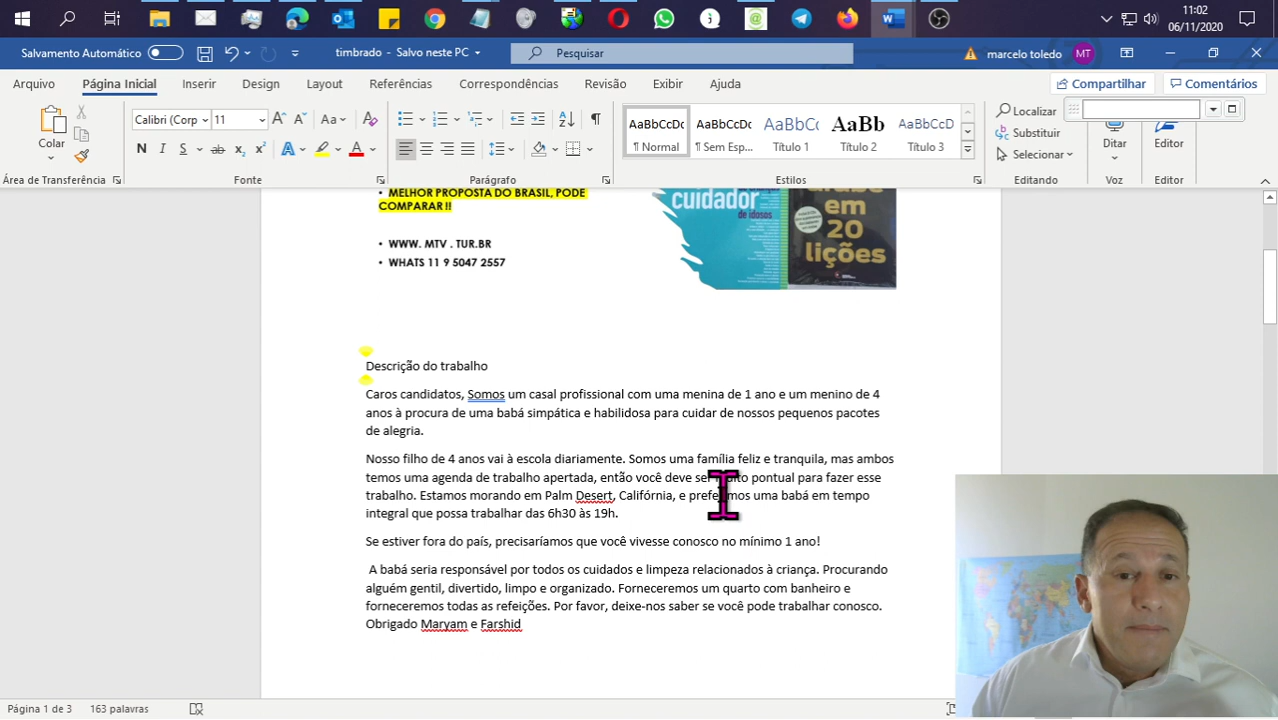 11:02
06/11/2020
Salvamento Automático
timbrado - Salvo neste PC
Pesquisar
marcelo toledo
MT
Arquivo Página Inicial Inserir Design Layout Referências Correspondências Revisão Exibir Ajuda
Compartilhar Comentários
Colar
Calibri (Corp 11
AaBbCcDc AaBbCcDc AaBbCc AaBb AaBbCcD
¶ Normal ¶ Sem Esp... Título 1 Título 2 Título 3
Localizar
Substituir
Selecionar
Ditar
Editor
Área de Transferência Fonte Parágrafo Estilos Editando Voz Editor
• MELHOR PROPOSTA DO BRASIL, PODE
COMPARAR !!
• WWW. MTV . TUR.BR
• WHATS 11 9 5047 2557
cuidador
de idosos
em
20
lições
Descrição do trabalho
Caros candidatos, Somos um casal profissional com uma menina de 1 ano e um menino de 4
anos à procura de uma babá simpática e habilidosa para cuidar de nossos pequenos pacotes
de alegria.
Nosso filho de 4 anos vai à escola diariamente. Somos uma família feliz e tranquila, mas ambos
temos uma agenda de trabalho apertada, então você deve ser muito pontual para fazer esse
trabalho. Estamos morando em Palm Desert, Califórnia, e preferimos uma babá em tempo
integral que possa trabalhar das 6h30 às 19h.
Se estiver fora do país, precisaríamos que você vivesse conosco no mínimo 1 ano!
A babá seria responsável por todos os cuidados e limpeza relacionados à criança. Procurando
alguém gentil, divertido, limpo e organizado. Forneceremos um quarto com banheiro e
forneceremos todas as refeições. Por favor, deixe-nos saber se você pode trabalhar conosco.
Obrigado Maryam e Farshid
Página 1 de 3 163 palavras